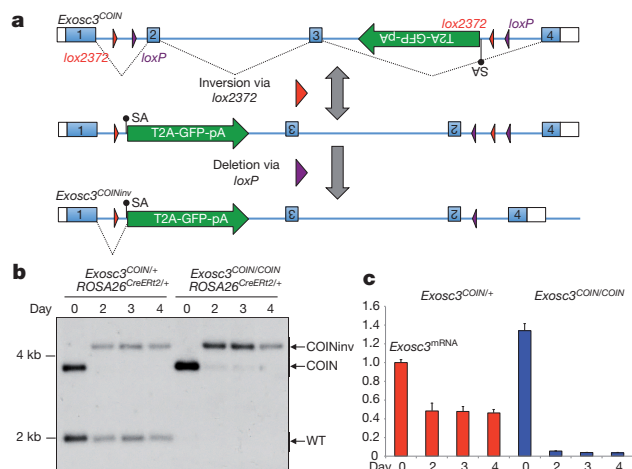 a
Exosc3COIN
1
2
3
T2A-GFP-pA
lox2372
loxP
4
lox2372
loxP
SA
Inversion via
lox2372
SA
1
T2A-GFP-pA
3
2
4
Deletion via
loxP
Exosc3COINinv
SA
1
T2A-GFP-pA
3
2
4
b
Exosc3COIN/+
ROSA26CreERt2/+
Exosc3COIN/COIN
ROSA26CreERt2/+
Day 0 2 3 4 0 2 3 4
4 kb
COINinv
COIN
2 kb
WT
c
Exosc3COIN/+ Exosc3COIN/COIN
1.6
1.4
1.2
Exosc3mRNA
1
0.8
0.6
0.4
0.2
0
Day 0 2 3 4 0 2 3 4